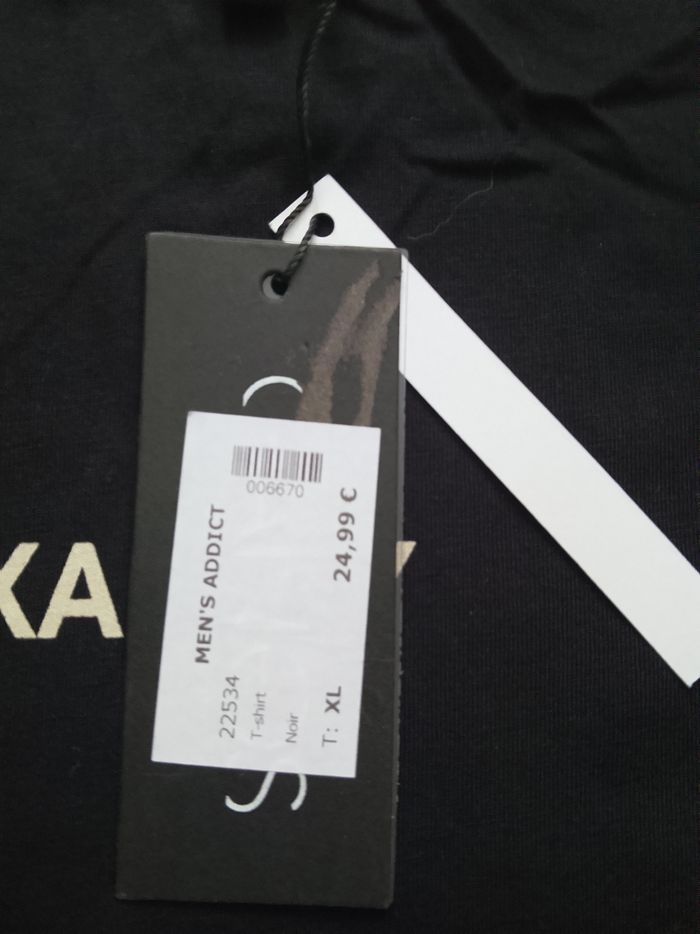 MEN'S ADDICT
22534
T-shirt
Noir
T: XL
24,99 €
006670
KA